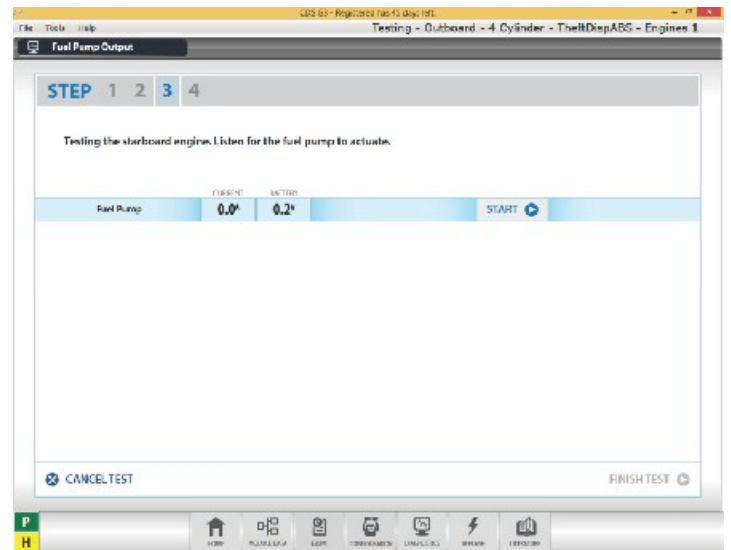 CDS G3 - Registered has 45 days left.
File Tools Help
Testing - Outboard - 4 Cylinder - TheftDispABS - Engines 1
Fuel Pump Output
STEP 1 2 3 4
Testing the starboard engine. Listen for the fuel pump to actuate.
CURRENT BATTERY
Fuel Pump 0.0A 0.2V START
CANCEL TEST FINISH TEST
P
H
HOME